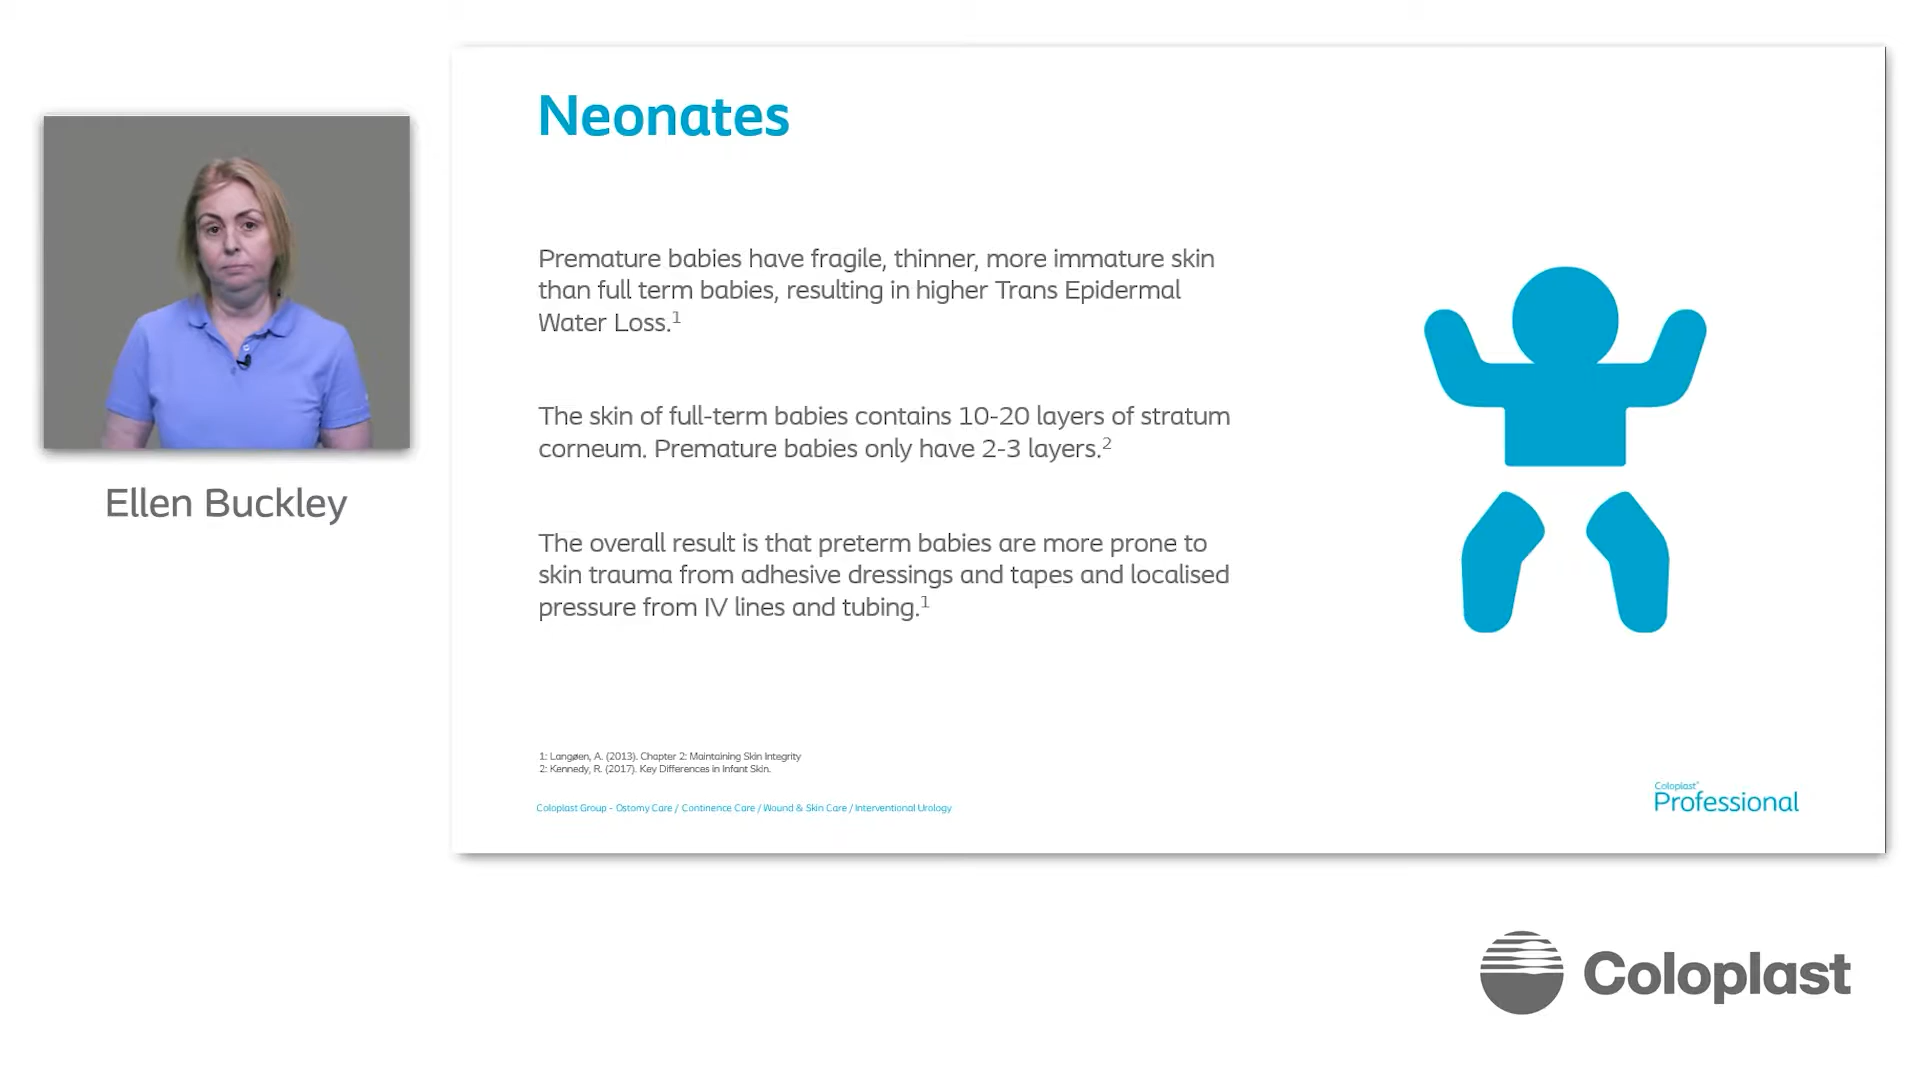 Neonates
Premature babies have fragile, thinner, more immature skin
than full term babies, resulting in higher Trans Epidermal
Water Loss.1
The skin of full-term babies contains 10-20 layers of stratum
corneum. Premature babies only have 2-3 layers.2
The overall result is that preterm babies are more prone to
skin trauma from adhesive dressings and tapes and localised
pressure from IV lines and tubing.1
1: Langøen, A. (2013). Chapter 2: Maintaining Skin Integrity
2: Kennedy, R. (2017). Key Differences in Infant Skin.
Coloplast Group - Ostomy Care / Continence Care / Wound & Skin Care / Interventional Urology
Coloplast®
Professional
Ellen Buckley
Coloplast